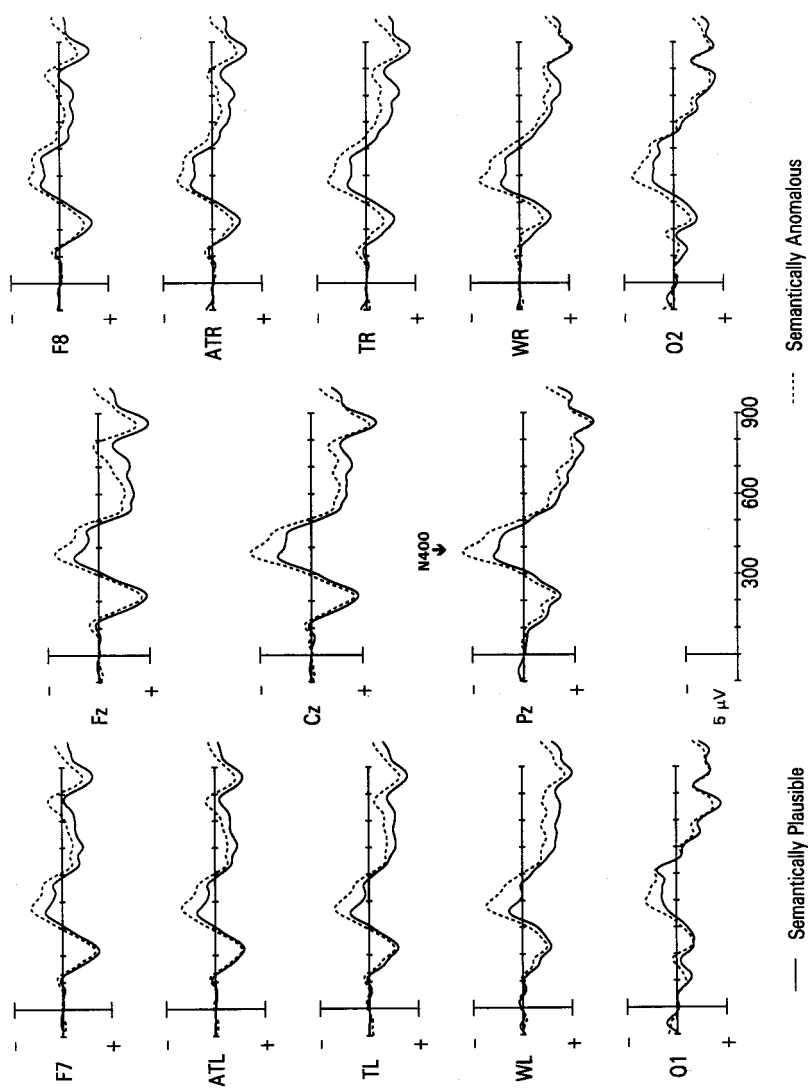 F7
Fz
F8
ATL
Cz
ATR
TL
TR
N400
WL
Pz
WR
O1
O2
5 µV
300 600 900
Semantically Plausible
Semantically Anomalous
- +
- +
- +
- +
- +
- +
- +
- +
- +
- +
- +
- +
- +
-